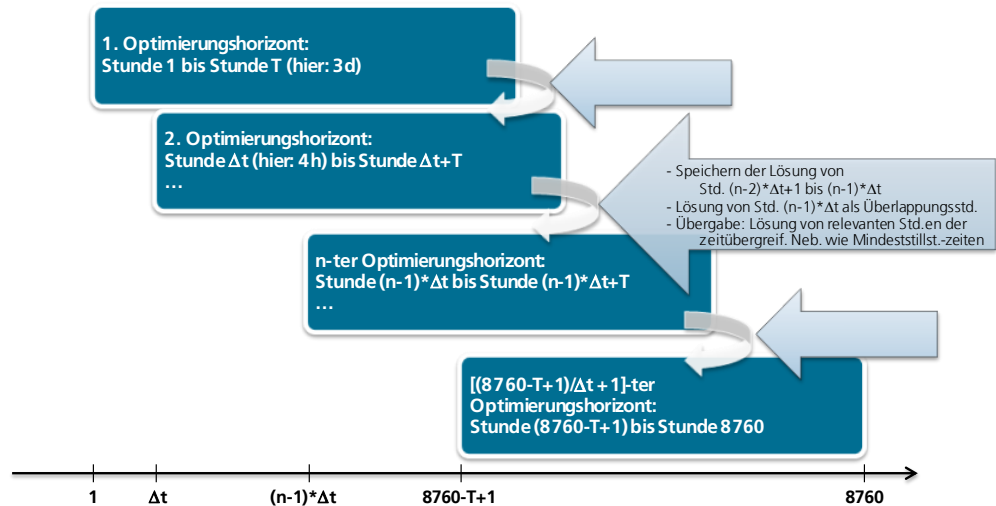 1. Optimierungshorizont:
Stunde 1 bis Stunde T (hier: 3d)
2. Optimierungshorizont:
Stunde Δt (hier: 4h) bis Stunde Δt+T
...
- Speichern der Lösung von
Std. (n-2)*Δt+1 bis (n-1)*Δt
- Lösung von Std. (n-1)*Δt als Überlappungsstd.
- Übergabe: Lösung von relevanten Std.en der
zeitübergreif. Neb. wie Mindeststillst.-zeiten
n-ter Optimierungshorizont:
Stunde (n-1)*Δt bis Stunde (n-1)*Δt+T
...
[(8760-T+1)/Δt +1]-ter
Optimierungshorizont:
Stunde (8760-T+1) bis Stunde 8760
1 Δt (n-1)*Δt 8760-T+1 8760